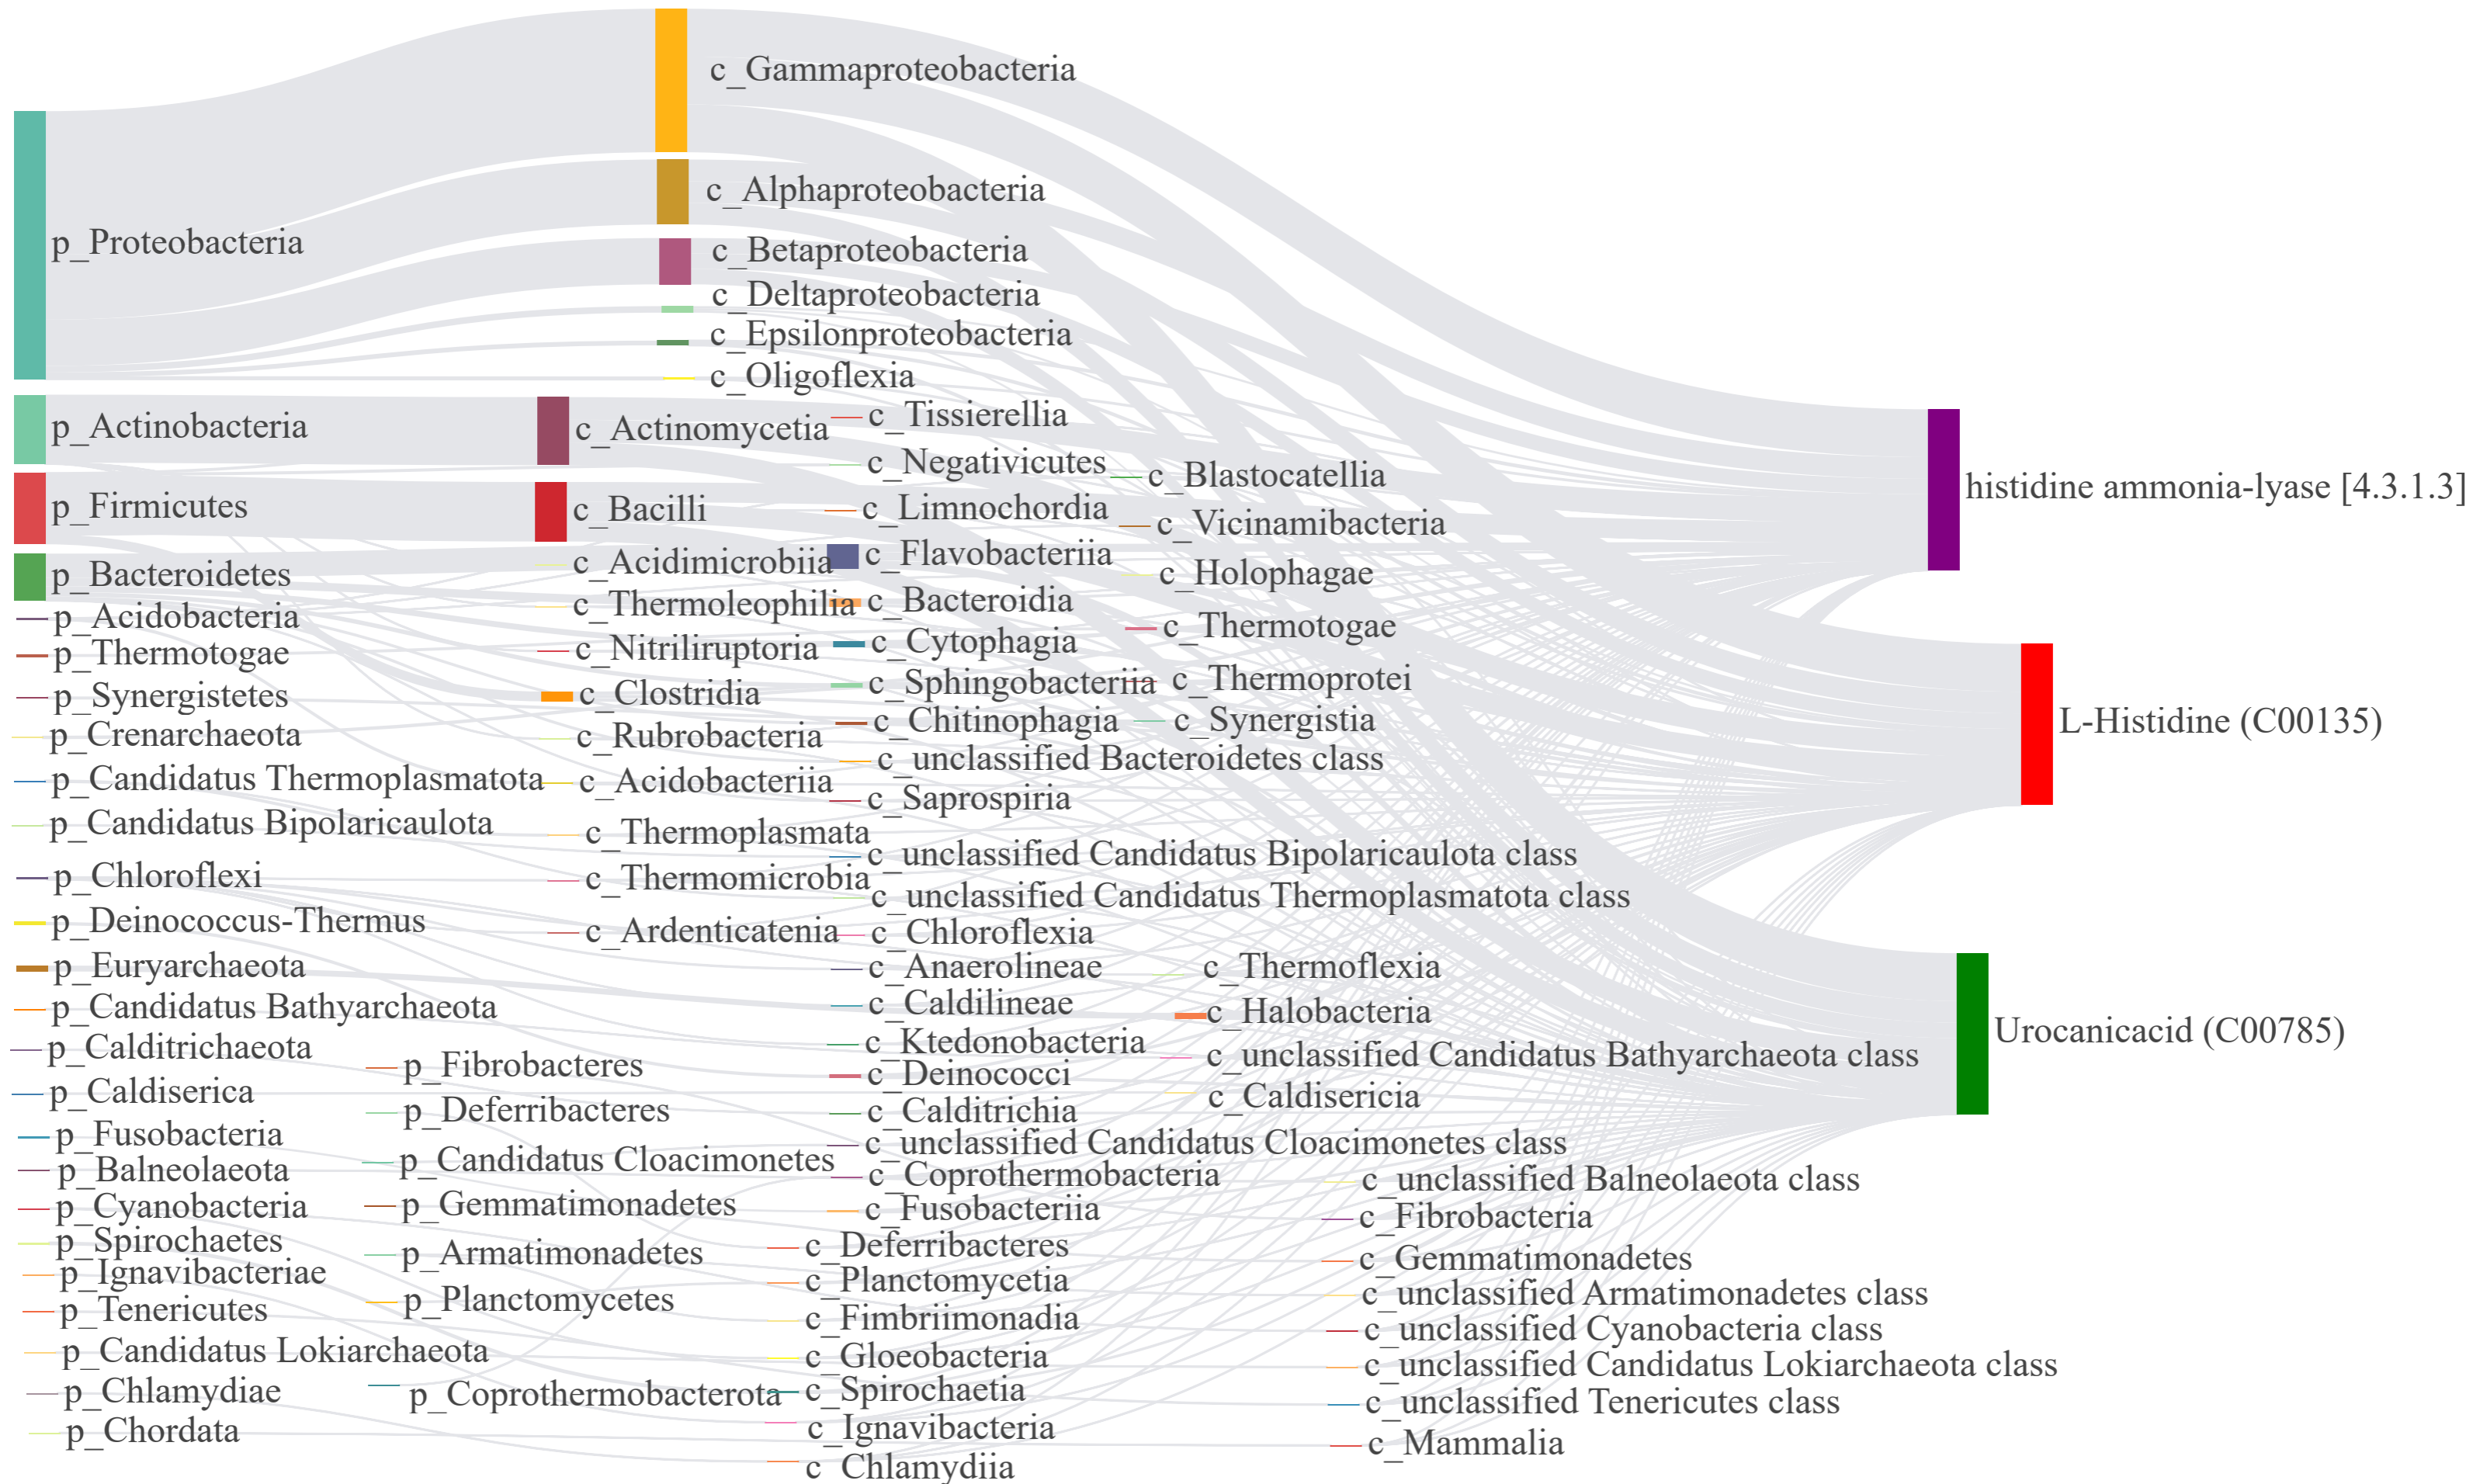 p_Proteobacteria
p_Actinobacteria
p_Firmicutes
p_Bacteroidetes
p_Acidobacteria
p_Thermotogae
p_Synergistetes
p_Crenarchaeota
p_Candidatus Thermoplasmatota
p_Candidatus Bipolaricaulota
p_Chloroflexi
p_Deinococcus-Thermus
p_Euryarchaeota
p_Candidatus Bathyarchaeota
p_Calditrichaeota
p_Caldiserica
p_Fusobacteria
p_Balneolaeota
p_Cyanobacteria
p_Spirochaetes
p_Ignavibacteriae
p_Tenericutes
p_Candidatus Lokiarchaeota
p_Chlamydiae
p_Chordata
p_Fibrobacteres
p_Deferribacteres
p_Candidatus Cloacimonetes
p_Gemmatimonadetes
p_Armatimonadetes
p_Planctomycetes
p_Coprothermobacterota
c_Gammaproteobacteria
c_Alphaproteobacteria
c_Betaproteobacteria
c_Deltaproteobacteria
c_Epsilonproteobacteria
c_Oligoflexia
c_Actinomycetia
c_Bacilli
c_Acidimicrobiia
c_Thermoleophilia
c_Nitriliruptoria
c_Clostridia
c_Rubrobacteria
c_Acidobacteriia
c_Thermoplasmata
c_Thermomicrobia
c_Ardenticatenia
c_Tissierellia
c_Negativicutes
c_Limnochordia
c_Flavobacteriia
c_Bacteroidia
c_Cytophagia
c_Sphingobacteriia
c_Chitinophagia
c_unclassified Bacteroidetes class
c_Saprospiria
c_unclassified Candidatus Bipolaricaulota class
c_unclassified Candidatus Thermoplasmatota class
c_Chloroflexia
c_Anaerolineae
c_Caldilineae
c_Ktedonobacteria
c_Deinococci
c_Calditrichia
c_unclassified Candidatus Cloacimonetes class
c_Coprothermobacteria
c_Fusobacteriia
c_Deferribacteres
c_Planctomycetia
c_Fimbriimonadia
c_Gloeobacteria
c_Spirochaetia
c_Ignavibacteria
c_Chlamydiia
c_Blastocatellia
c_Vicinamibacteria
c_Holophagae
c_Thermotogae
c_Thermoprotei
c_Synergistia
c_Thermoflexia
c_Halobacteria
c_unclassified Candidatus Bathyarchaeota class
c_Caldisericia
c_unclassified Balneolaeota class
c_Fibrobacteria
c_Gemmatimonadetes
c_unclassified Armatimonadetes class
c_unclassified Cyanobacteria class
c_unclassified Candidatus Lokiarchaeota class
c_unclassified Tenericutes class
c_Mammalia
histidine ammonia-lyase [4.3.1.3]
L-Histidine (C00135)
Urocanicacid (C00785)